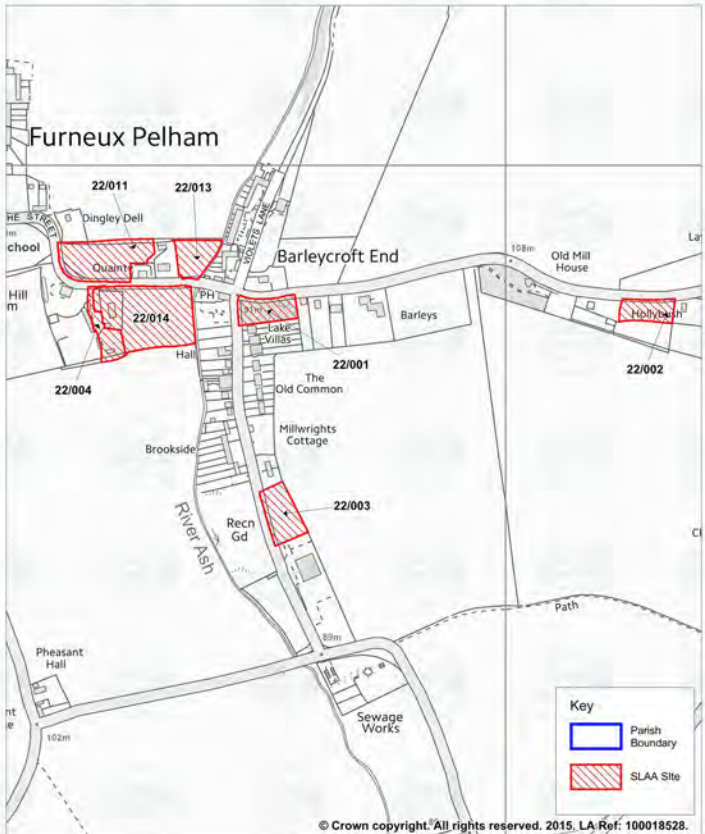 Furneux Pelham
22/011
22/013
THE STREET
Dingley Dell
VIOLETS LANE
chool
Quaint
Barleycroft End
108m
Old Mill
House
Hill
m
22/014
PH
91m
Lake
Villas
Barleys
Hollybush
22/004
Hall
22/001
22/002
The
Old Common
Millwrights
Cottage
Brookside
22/003
River Ash
Recn
Gd
Path
89m
Pheasant
Hall
102m
Sewage
Works
Key
Parish
Boundary
SLAA Site
© Crown copyright. All rights reserved. 2015. LA Ref: 100018528.